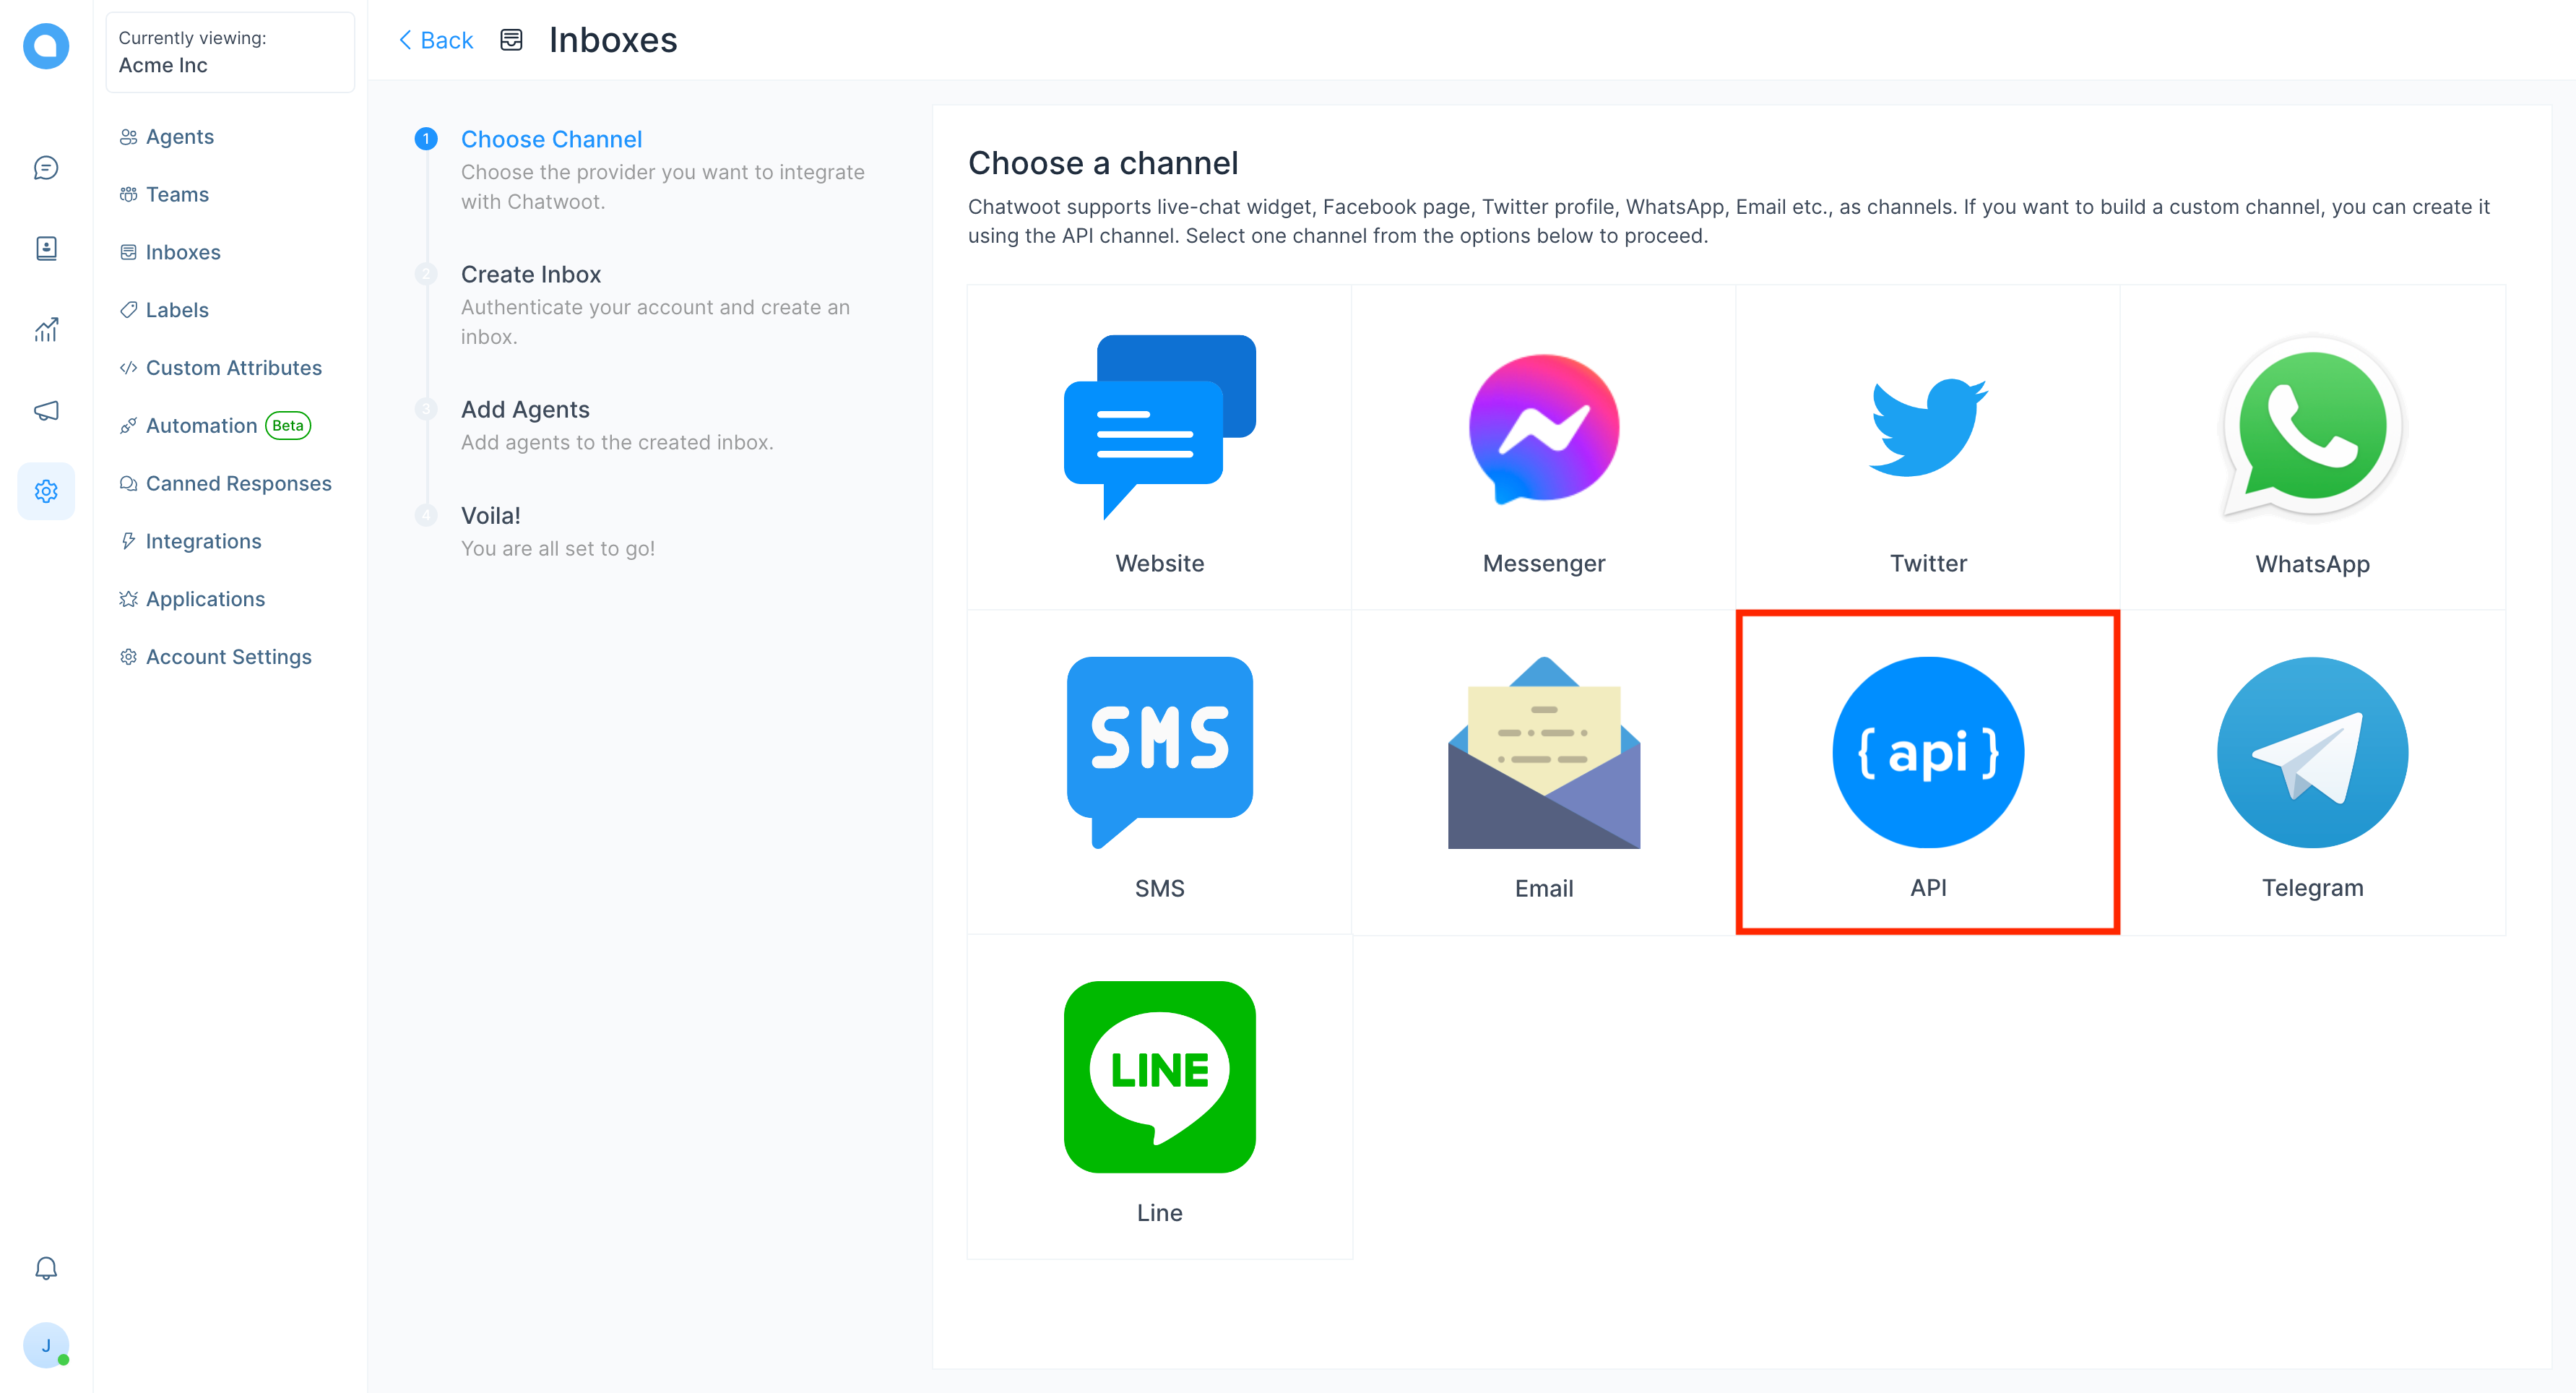 Currently viewing:
Acme Inc
Agents
Teams
Inboxes
Labels
Custom Attributes
Automation Beta
Canned Responses
Integrations
Applications
Account Settings
J
Back Inboxes
1 Choose Channel
Choose the provider you want to integrate
with Chatwoot.
2 Create Inbox
Authenticate your account and create an
inbox.
3 Add Agents
Add agents to the created inbox.
4 Voila!
You are all set to go!
Choose a channel
Chatwoot supports live-chat widget, Facebook page, Twitter profile, WhatsApp, Email etc., as channels. If you want to build a custom channel, you can create it
using the API channel. Select one channel from the options below to proceed.
Website Messenger Twitter WhatsApp
SMS { api }
SMS Email API Telegram
LINE
Line